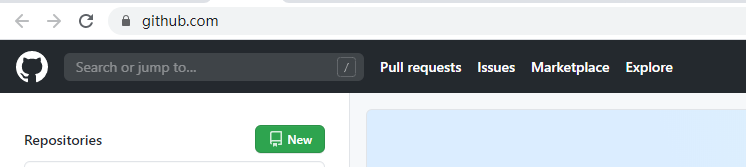 github.com
Search or jump to... /
Pull requests Issues Marketplace Explore
Repositories
New